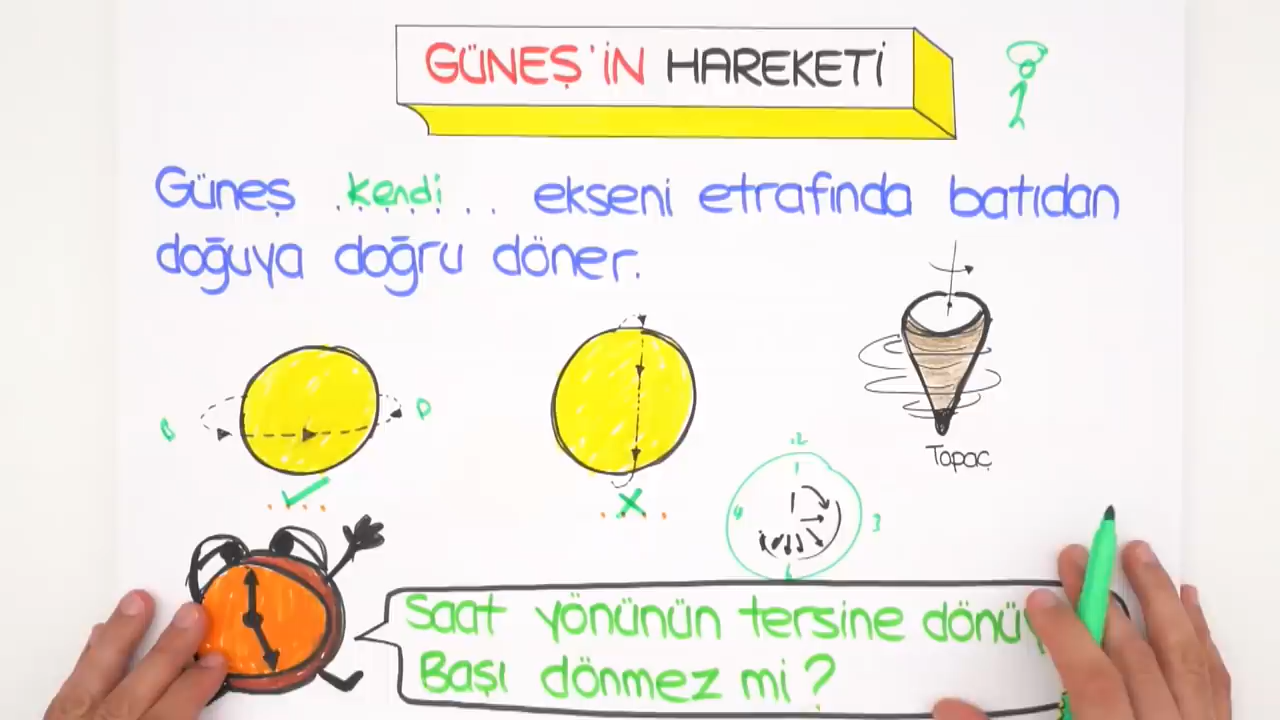 GÜNEŞ'İN HAREKETİ
Güneş kendi ekseni etrafında batıdan
doğuya doğru döner.
B
D
Topaç
12
3
6
Saat yönünün tersine
Başı dönmez mi?